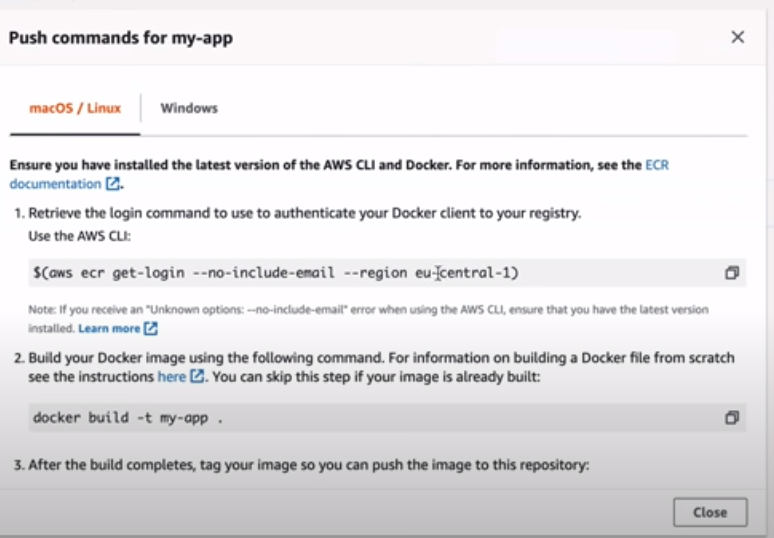 Push commands for my-app
macOS / Linux
Windows
Ensure you have installed the latest version of the AWS CLI and Docker. For more information, see the ECR
documentation.
1. Retrieve the login command to use to authenticate your Docker client to your registry.
Use the AWS CLI:
$(aws ecr get-login --no-include-email --region eu-central-1)
Note: If you receive an "Unknown options: --no-include-email" error when using the AWS CLI, ensure that you have the latest version
installed. Learn more
2. Build your Docker image using the following command. For information on building a Docker file from scratch
see the instructions here. You can skip this step if your image is already built:
docker build -t my-app .
3. After the build completes, tag your image so you can push the image to this repository:
Close